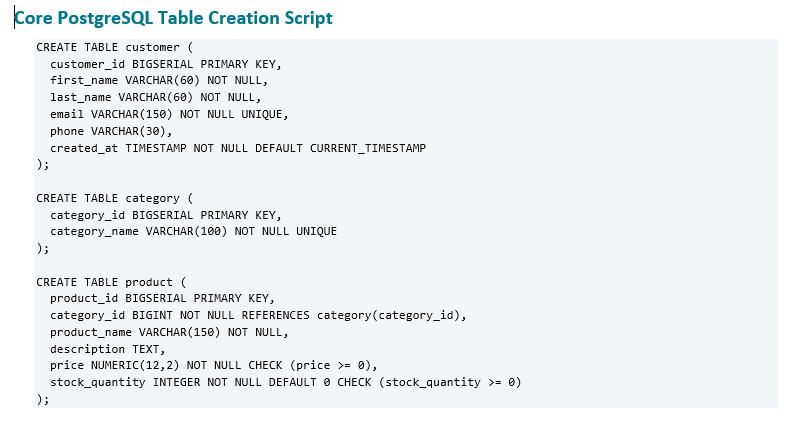 Core PostgreSQL Table Creation Script
CREATE TABLE customer (
  customer_id BIGSERIAL PRIMARY KEY,
  first_name VARCHAR(60) NOT NULL,
  last_name VARCHAR(60) NOT NULL,
  email VARCHAR(150) NOT NULL UNIQUE,
  phone VARCHAR(30),
  created_at TIMESTAMP NOT NULL DEFAULT CURRENT_TIMESTAMP
);

CREATE TABLE category (
  category_id BIGSERIAL PRIMARY KEY,
  category_name VARCHAR(100) NOT NULL UNIQUE
);

CREATE TABLE product (
  product_id BIGSERIAL PRIMARY KEY,
  category_id BIGINT NOT NULL REFERENCES category(category_id),
  product_name VARCHAR(150) NOT NULL,
  description TEXT,
  price NUMERIC(12,2) NOT NULL CHECK (price >= 0),
  stock_quantity INTEGER NOT NULL DEFAULT 0 CHECK (stock_quantity >= 0)
);